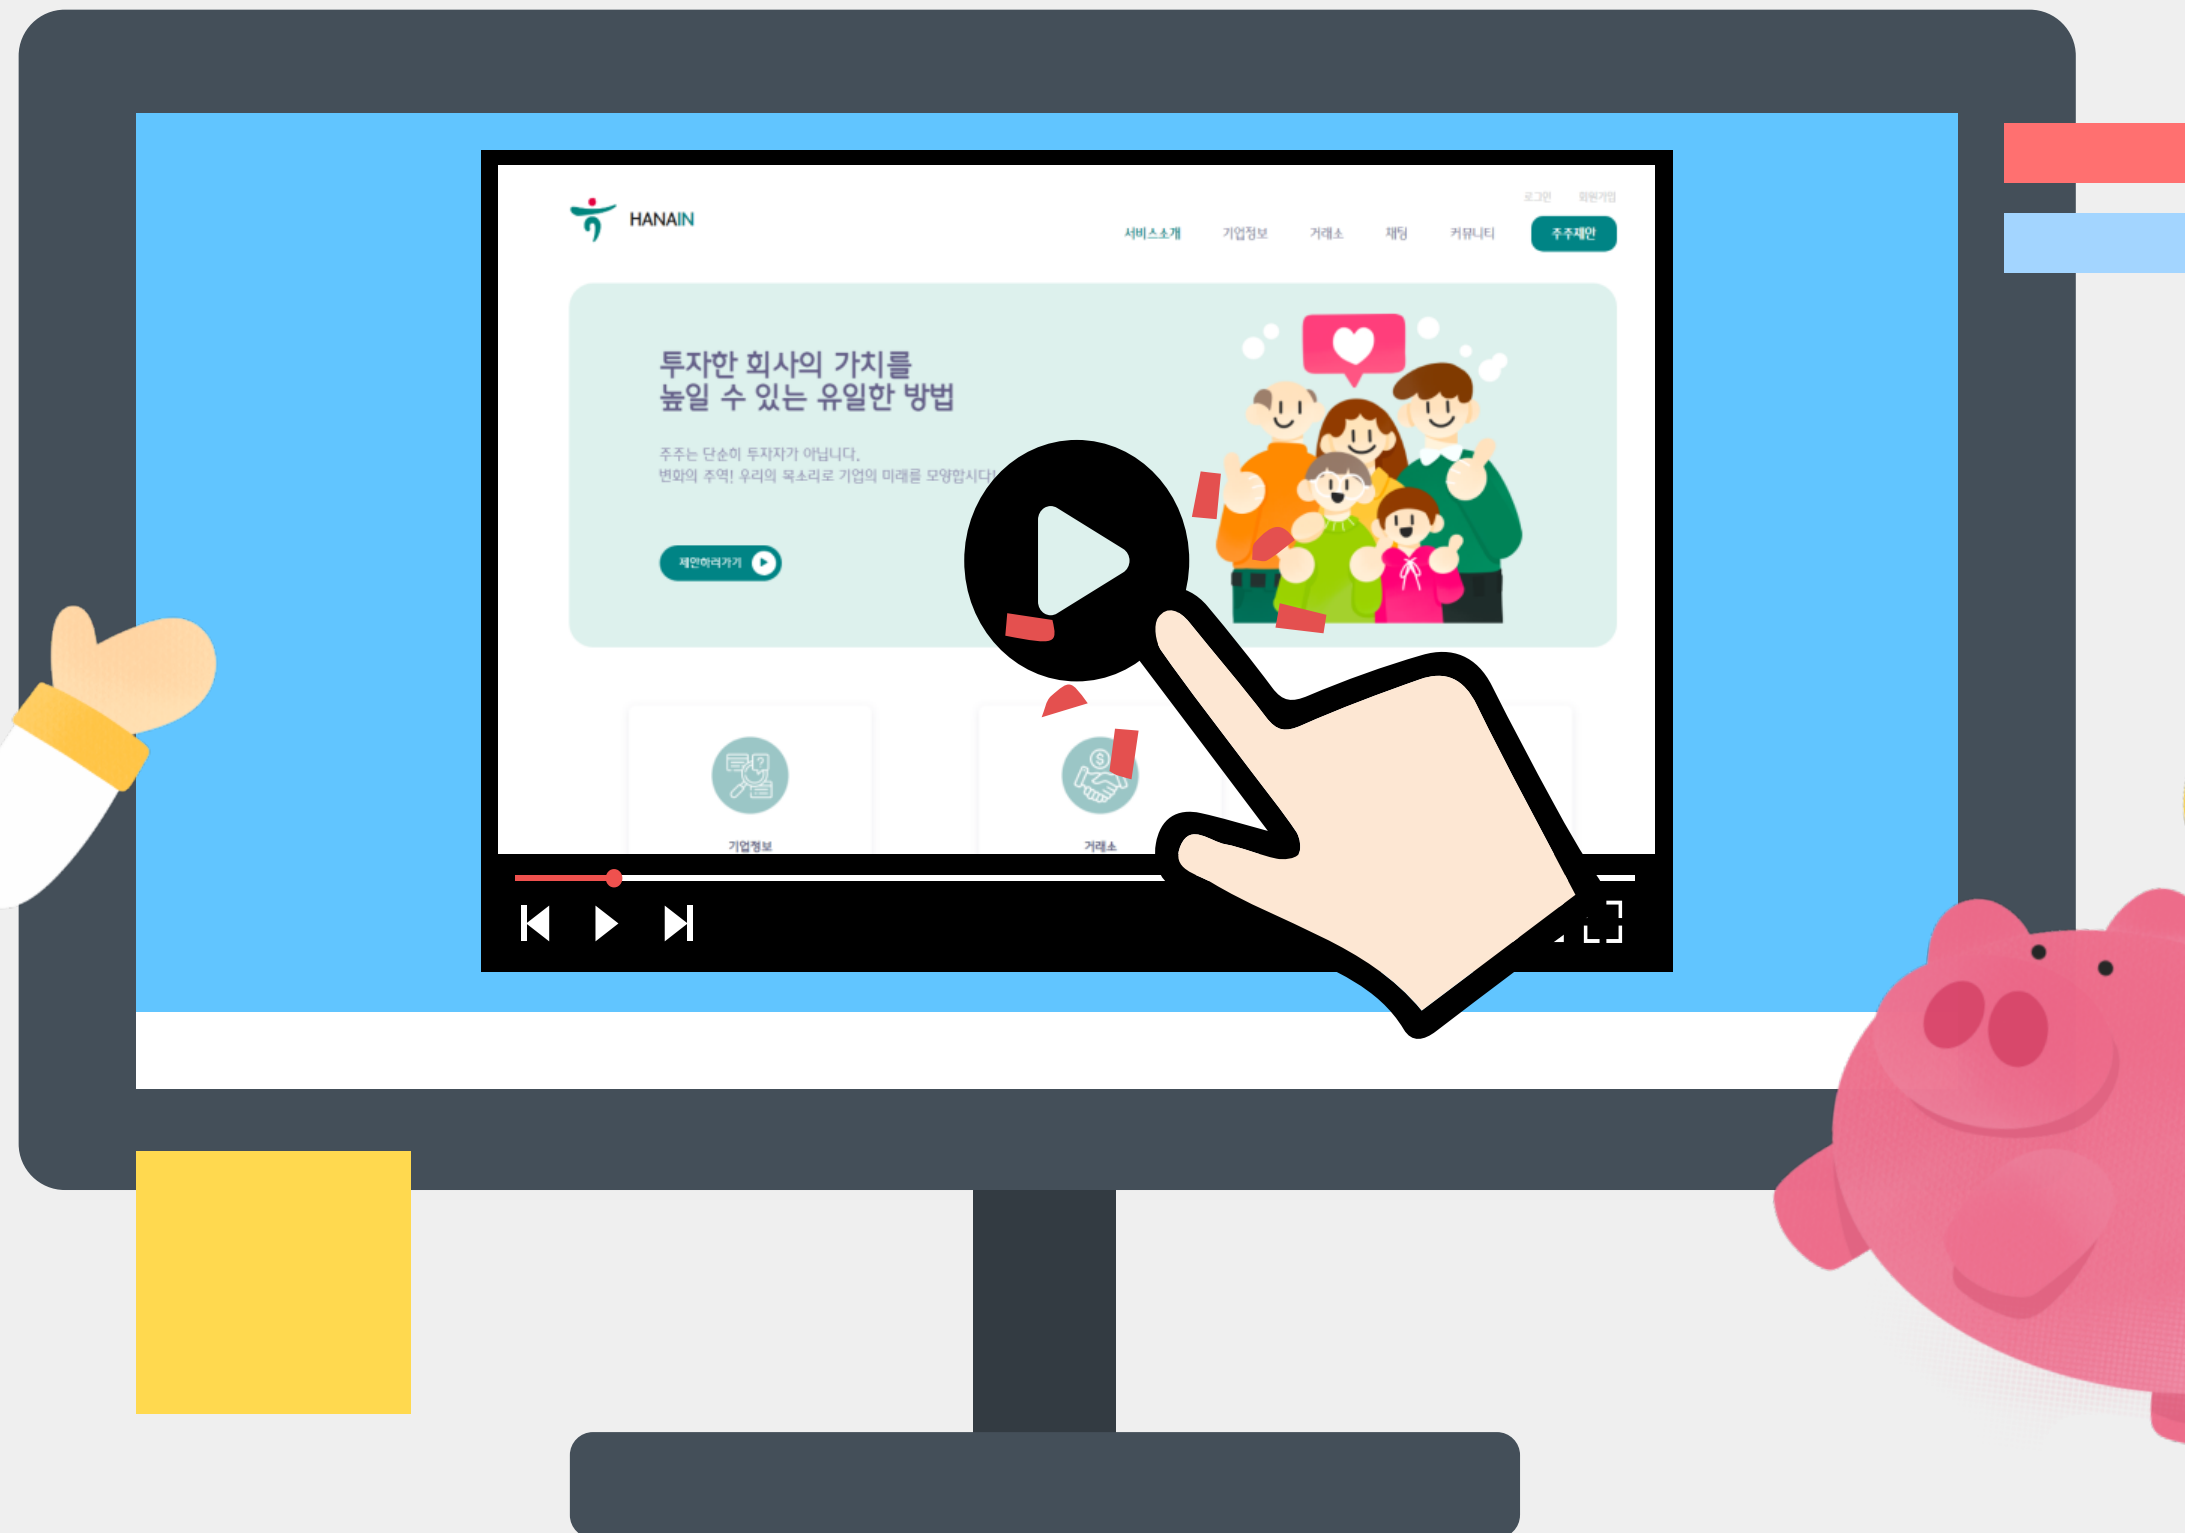 로그인 회원가입
HANAIN
서비스소개 기업정보 거래소 채팅 커뮤니티 주주제안
투자한 회사의 가치를
높일 수 있는 유일한 방법
주주는 단순히 투자자가 아닙니다.
변화의 주역! 우리의 목소리로 기업의 미래를 모양합시다!
제안하러가기
기업정보 거래소